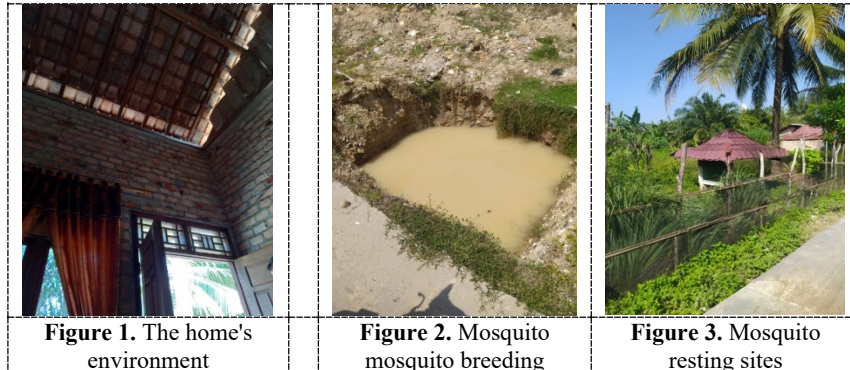 Figure 1. The home's
environment
Figure 2. Mosquito
mosquito breeding
Figure 3. Mosquito
resting sites